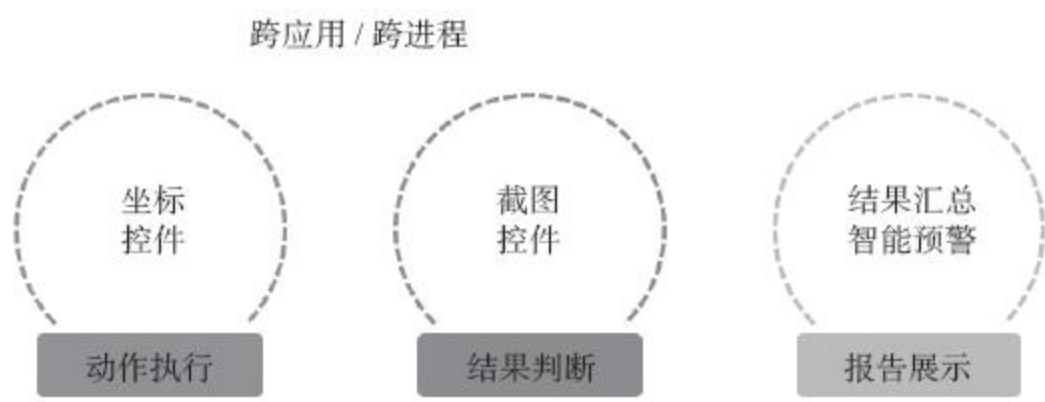 跨应用 / 跨进程
坐标
控件
截图
控件
结果汇总
智能预警
动作执行
结果判断
报告展示